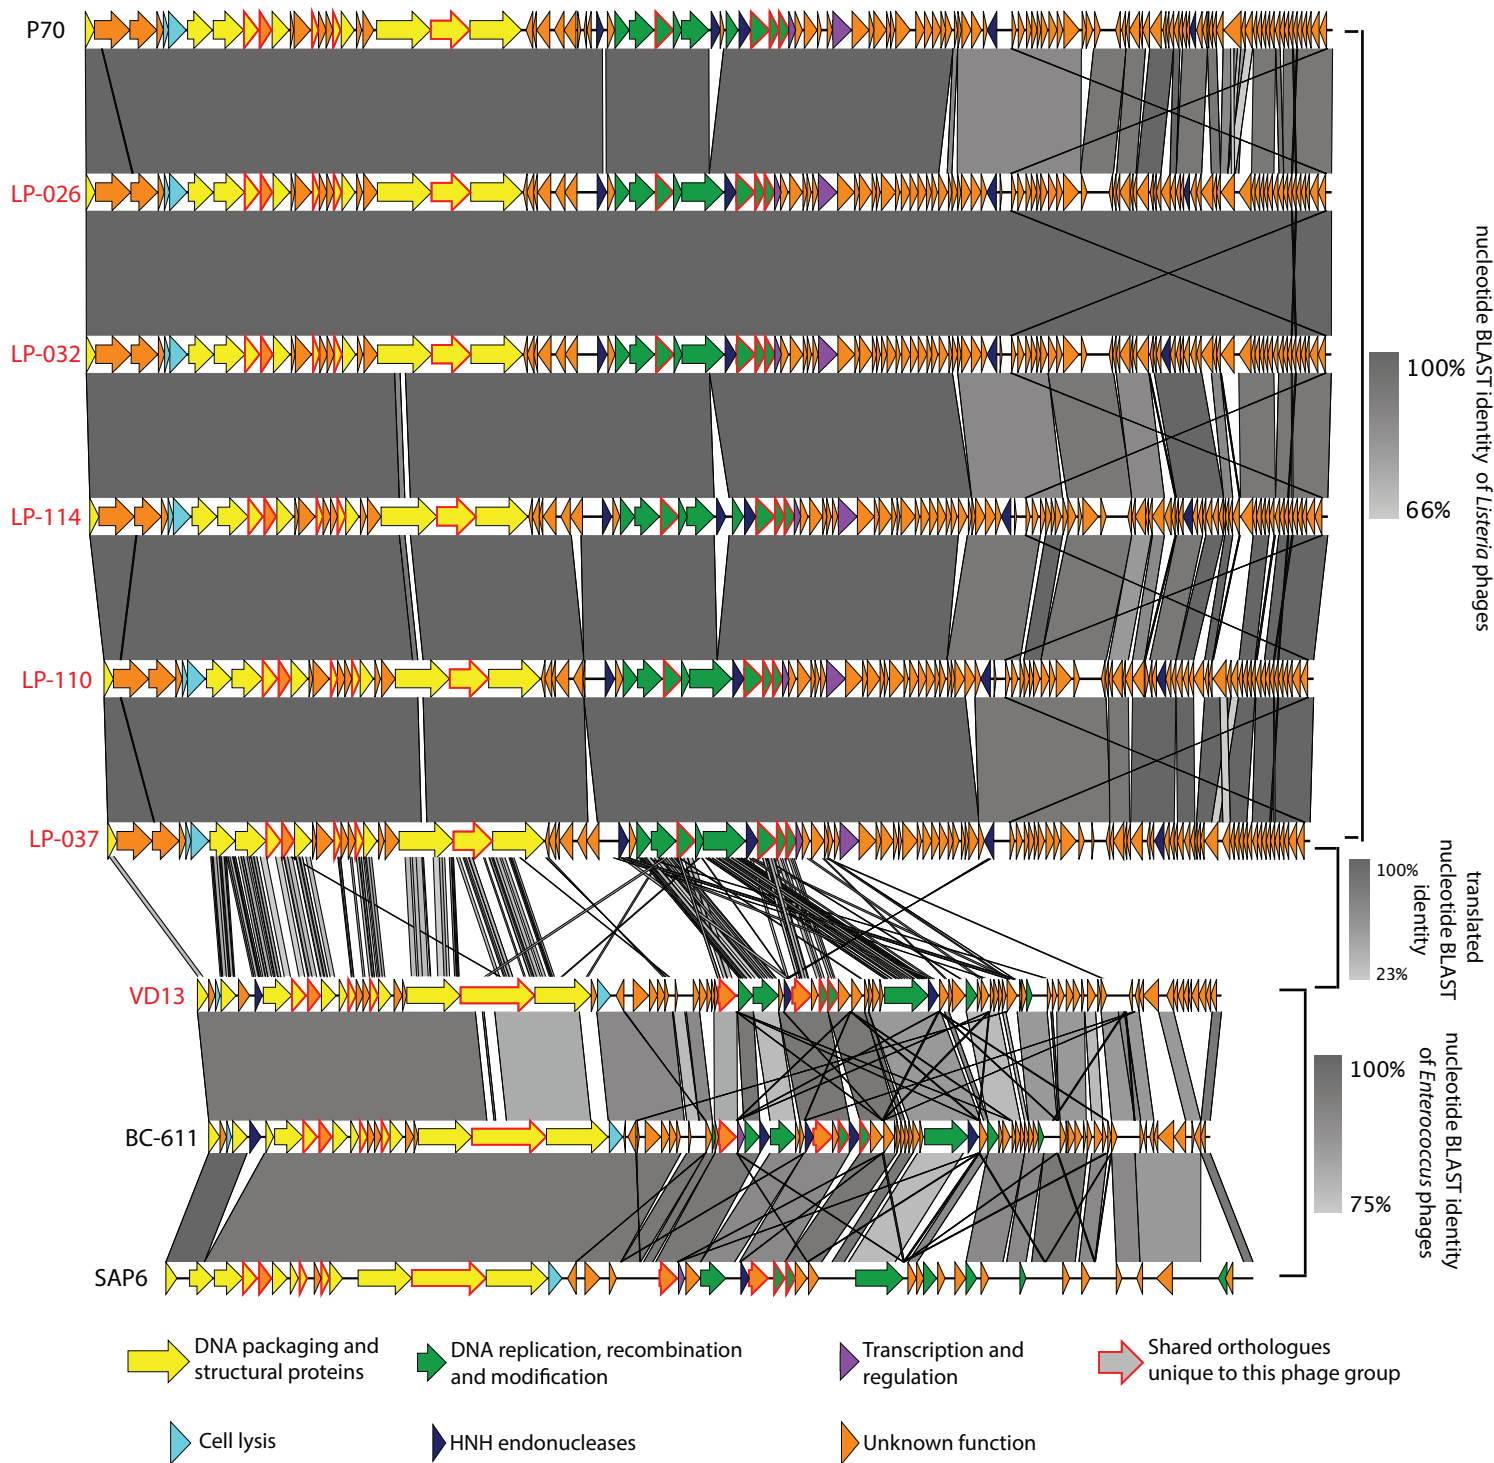 P70
LP-026
LP-032
LP-114
LP-110
LP-037
VD13
BC-611
SAP6
nucleotide BLAST identity of Listeria phages
100%
66%
translated
nucleotide BLAST
identity
100%
23%
nucleotide BLAST identity
of Enterococcus phages
100%
75%
DNA packaging and
structural proteins
DNA replication, recombination
and modification
Transcription and
regulation
Shared orthologues
unique to this phage group
Cell lysis
HNH endonucleases
Unknown function